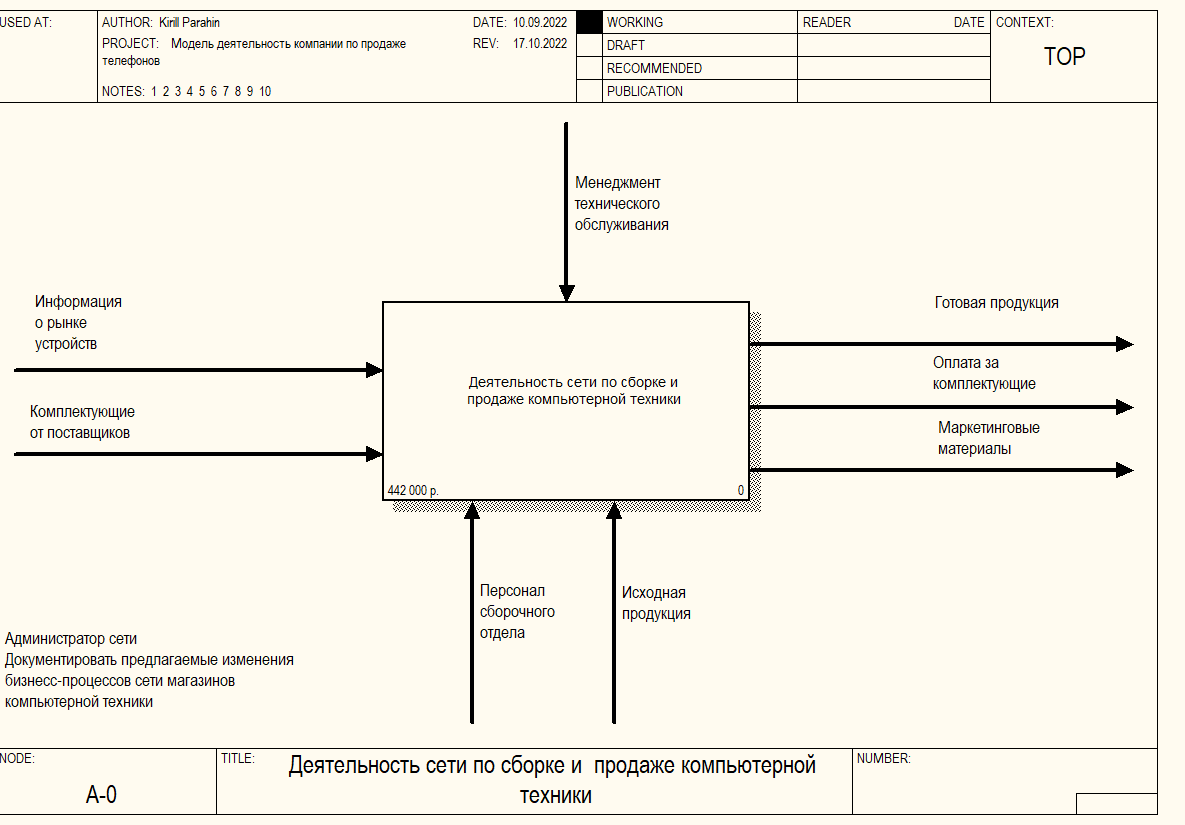 USED AT:
AUTHOR: Kirill Parahin
DATE: 10.09.2022
PROJECT: Модель деятельность компании по продаже
телефонов
REV: 17.10.2022
NOTES: 1 2 3 4 5 6 7 8 9 10
WORKING
DRAFT
RECOMMENDED
PUBLICATION
READER
DATE
CONTEXT:
TOP
Менеджмент
технического
обслуживания
Информация
о рынке
устройств
Комплектующие
от поставщиков
Деятельность сети по сборке и
продаже компьютерной техники
442 000 р.
0
Готовая продукция
Оплата за
комплектующие
Маркетинговые
материалы
Персонал
сборочного
отдела
Исходная
продукция
Администратор сети
Документировать предлагаемые изменения
бизнесс-процессов сети магазинов
компьютерной техники
NODE:
A-0
TITLE:
Деятельность сети по сборке и продаже компьютерной
техники
NUMBER: